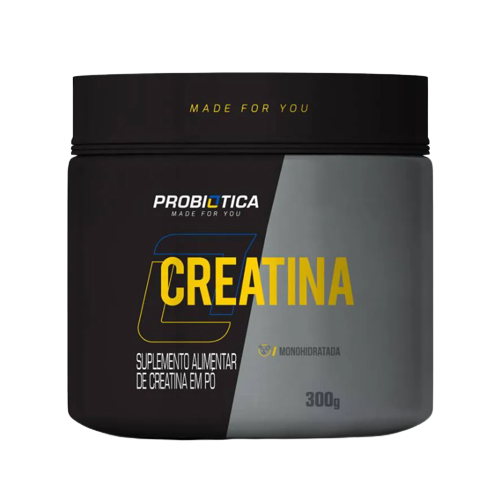 MADE FOR YOU
PROBIOTICA
MADE FOR YOU
CREATINA
MONOHIDRATADA
SUPLEMENTO ALIMENTAR
DE CREATINA EM PÓ
300g